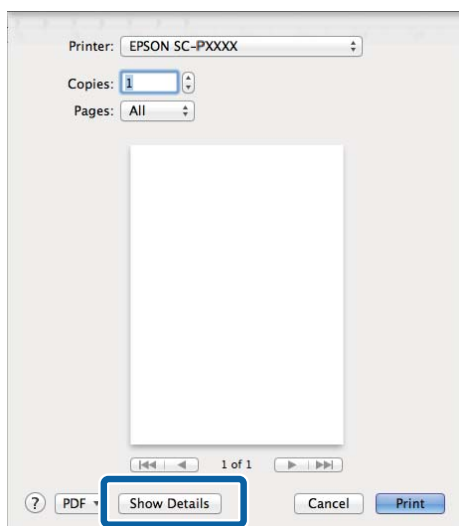 Printer: EPSON SC-PXXXX
Copies: 1
Pages: All
1 of 1
? PDF Show Details Cancel Print